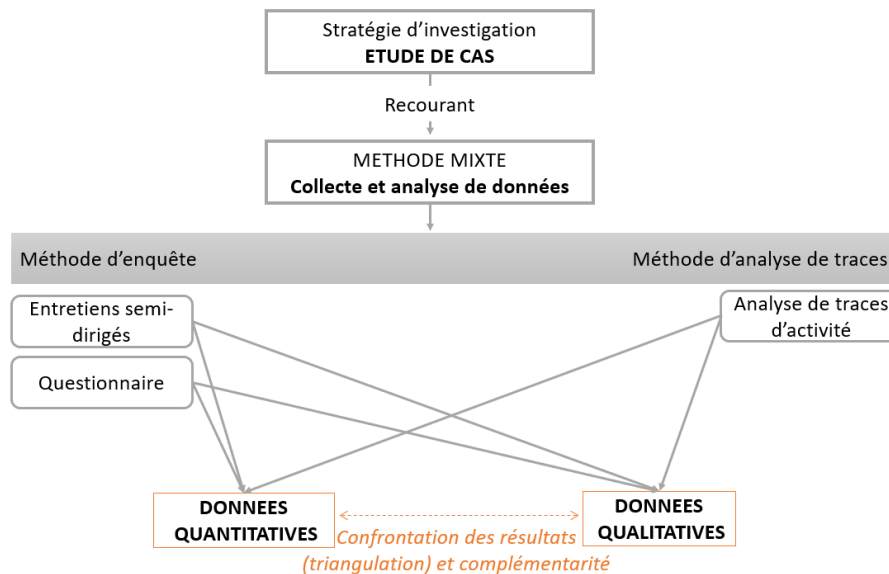 Stratégie d'investigation
ETUDE DE CAS
Recourant
METHODE MIXTE
Collecte et analyse de données
Méthode d'enquête
Méthode d'analyse de traces
Entretiens semi-
dirigés
Analyse de traces
d'activité
Questionnaire
DONNEES
QUANTITATIVES
DONNEES
QUALITATIVES
Confrontation des résultats
(triangulation) et complémentarité